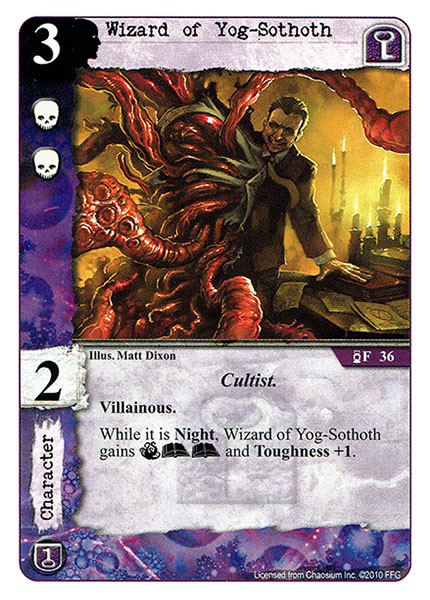 3
Wizard of Yog-Sothoth
Illus. Matt Dixon
F 36
2
Cultist.
Villainous.
While it is Night, Wizard of Yog-Sothoth
gains and Toughness +1.
Character
1
Licensed from Chaosium Inc. ©2010 FFG